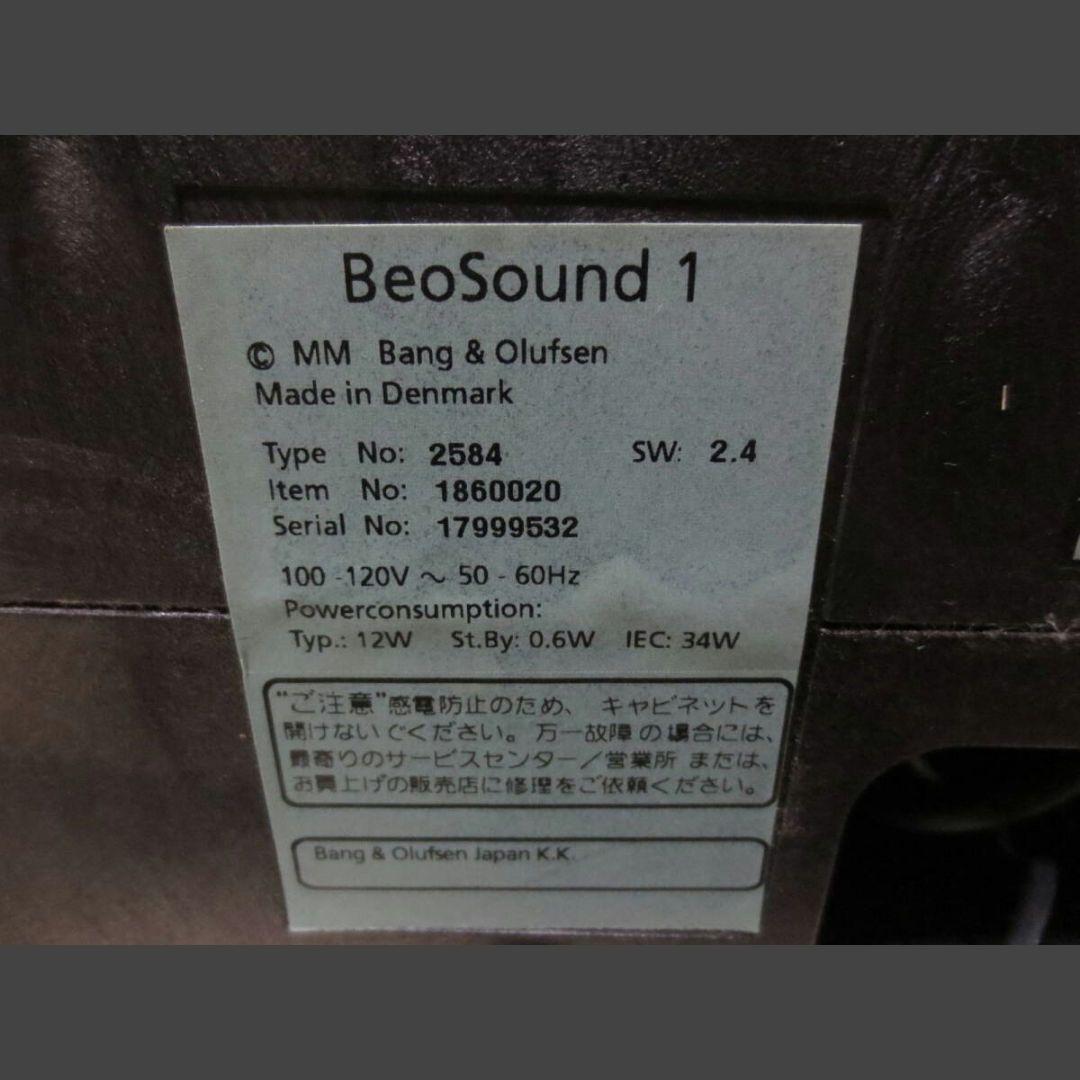 BeoSound 1
© MM Bang & Olufsen
Made in Denmark
Type No: 2584 SW: 2.4
Item No: 1860020
Serial No: 17999532
100 -120V ~ 50 - 60Hz
Powerconsumption:
Typ.: 12W St.By: 0.6W IEC: 34W
"ご注意"感電防止のため、 キャビネットを
開けないでください。万一故障の場合には、
最寄りのサービスセンター/営業所 または、
お買上げの販売店に修理をご依頼ください。
Bang & Olufsen Japan K.K.